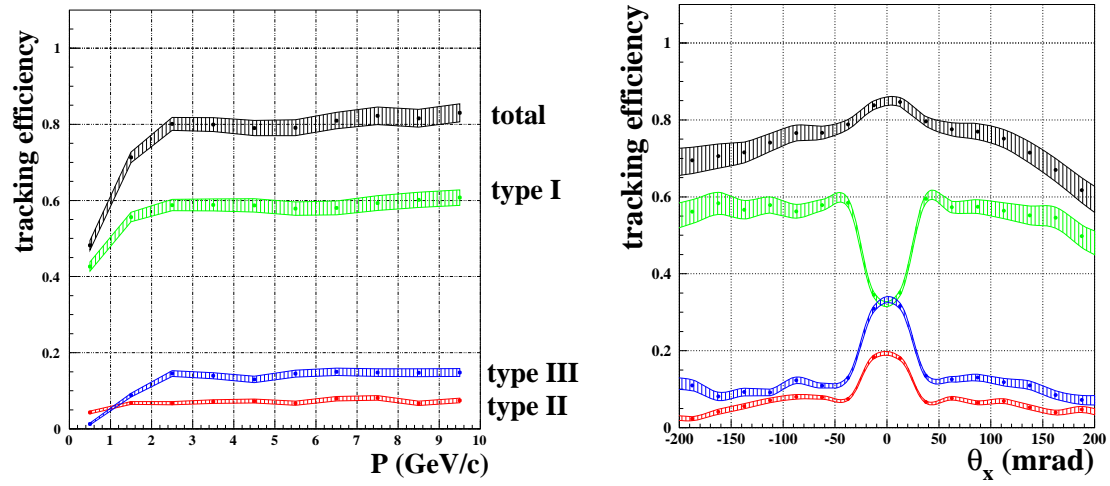 tracking efficiency
1
0.8
0.6
0.4
0.2
0
0 1 2 3 4 5 6 7 8 9 10
P (GeV/c)
total
type I
type III
type II
tracking efficiency
1
0.8
0.6
0.4
0.2
0
-200 -150 -100 -50 0 50 100 150 200
θ_x (mrad)